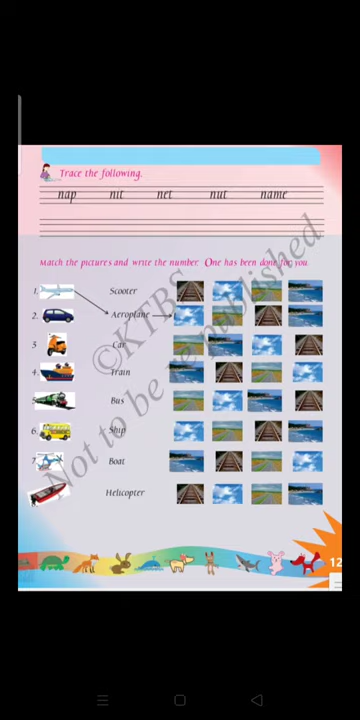 Trace the following.
nap nit net nut name
Match the pictures and write the number. One has been done for you
1. Scooter
2. Aeroplane
3 Car
4. Train
Bus
6. Ship
7. Boat
Helicopter
©KTBS
Not to be republished
12